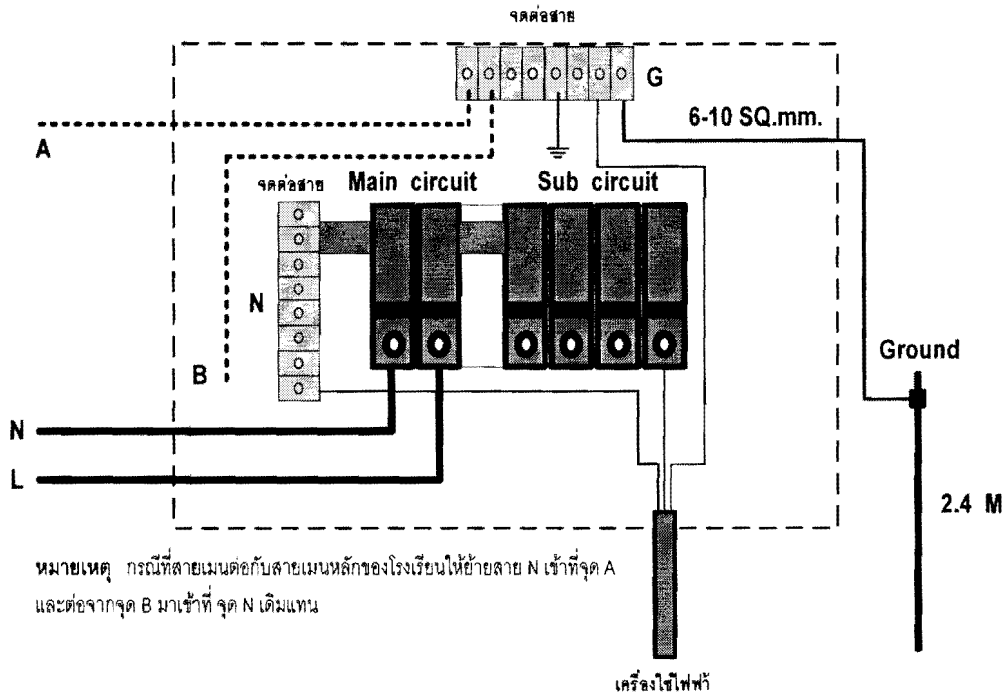 จุดต่อสาย
G
6-10 SQ.mm.
A
จุดต่อสาย
Main circuit
Sub circuit
N
B
Ground
N
L
2.4 M
หมายเหตุ กรณีที่สายเมนต่อกับสายเมนหลักของโรงเรียนให้ย้ายสาย N เข้าที่จุด A
และต่อจากจุด B มาเข้าที่ จุด N เดิมแทน
เครื่องใช้ไฟฟ้า